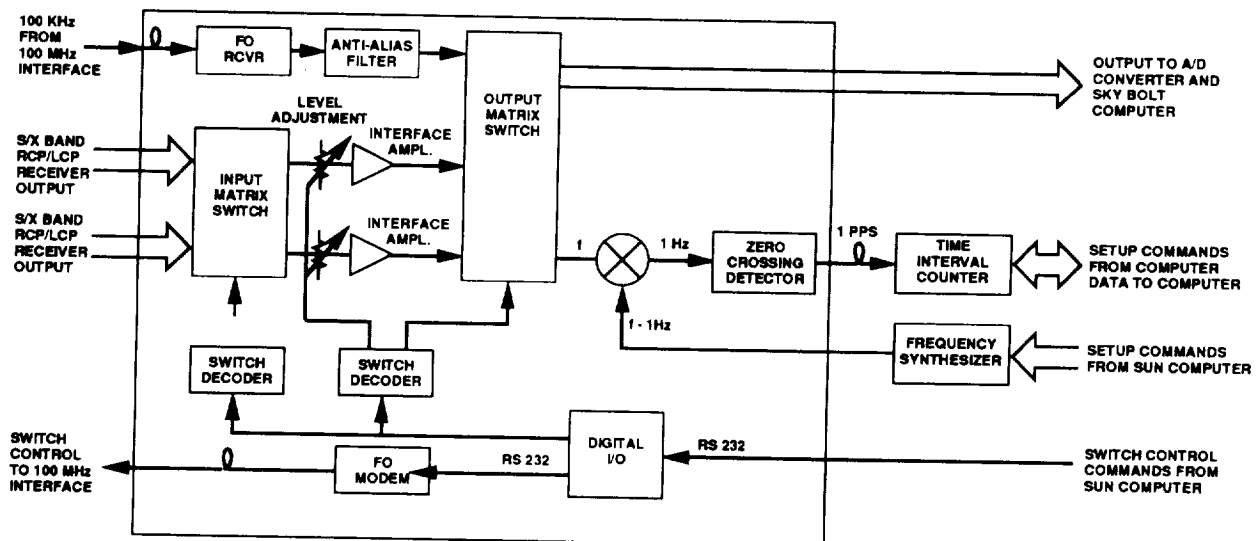 100 KHz
FROM
100 MHz
INTERFACE
FO
RCVR
ANTI-ALIAS
FILTER
OUTPUT
MATRIX
SWITCH
OUTPUT TO A/D
CONVERTER AND
SKY BOLT
COMPUTER
LEVEL
ADJUSTMENT
INTERFACE
AMPL.
S/X BAND
RCP/LCP
RECEIVER
OUTPUT
INPUT
MATRIX
SWITCH
S/X BAND
RCP/LCP
RECEIVER
OUTPUT
INTERFACE
AMPL.
f
1 Hz
ZERO
CROSSING
DETECTOR
1 PPS
TIME
INTERVAL
COUNTER
SETUP COMMANDS
FROM COMPUTER
DATA TO COMPUTER
f - 1Hz
FREQUENCY
SYNTHESIZER
SETUP COMMANDS
FROM SUN COMPUTER
SWITCH
DECODER
SWITCH
DECODER
SWITCH
CONTROL
TO 100 MHz
INTERFACE
FO
MODEM
RS 232
DIGITAL
I/O
RS 232
SWITCH CONTROL
COMMANDS FROM
SUN COMPUTER